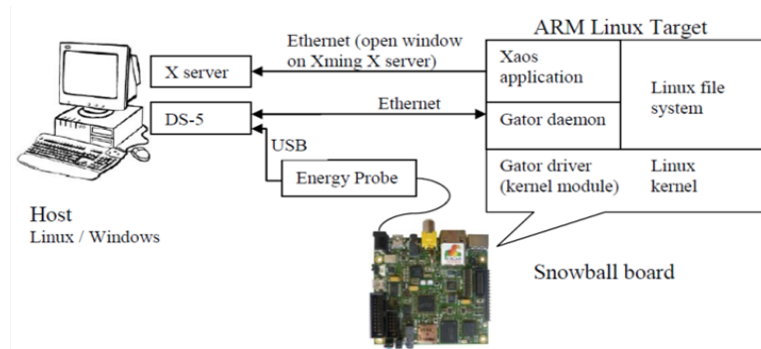 ARM Linux Target
Ethernet (open window
on Xming X server)
X server
Xaos
application
Linux file
system
DS-5
Ethernet
Gator daemon
USB
Energy Probe
Gator driver
(kernel module)
Linux
kernel
Host
Linux / Windows
Snowball board